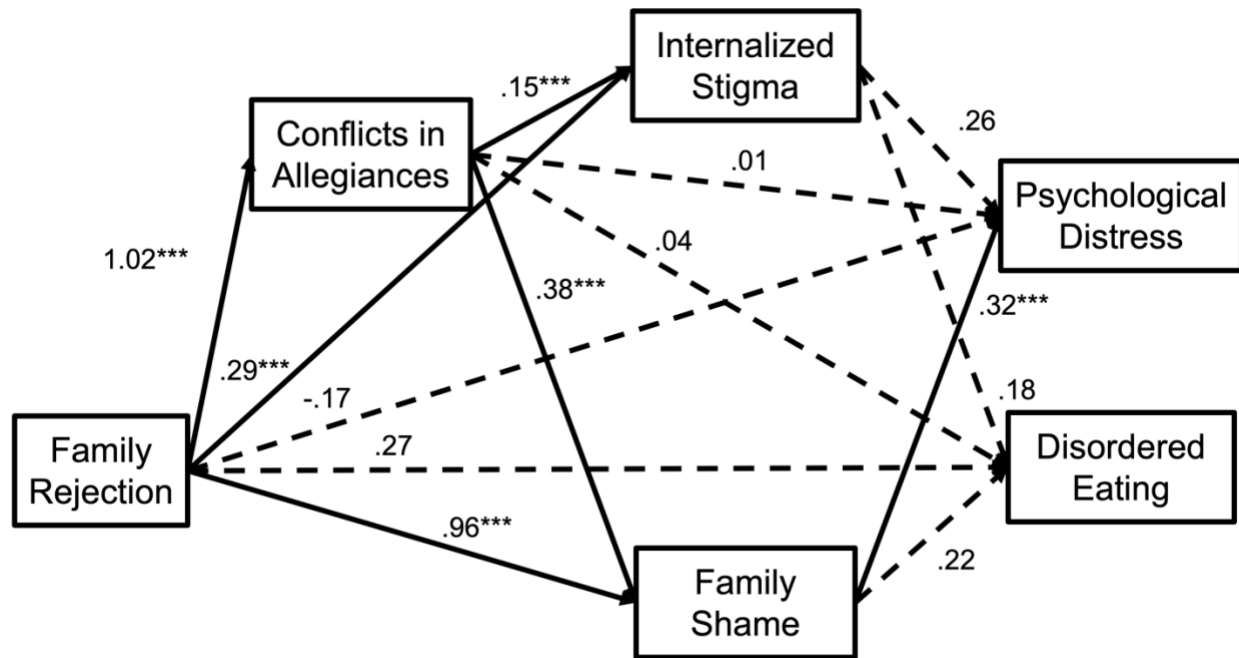 Internalized
Stigma
.15***
Conflicts in
Allegiances
.26
.01
Psychological
Distress
1.02***
.04
.38***
.32***
.29***
-.17
.18
Family
Rejection
.27
Disordered
Eating
.96***
.22
Family
Shame